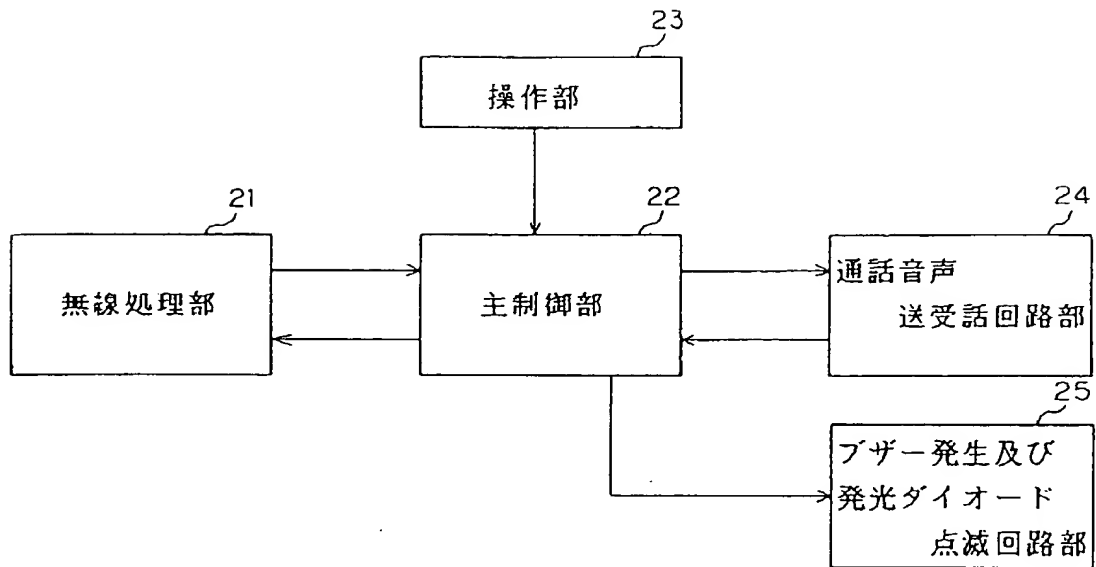 23
操作部
21
無線処理部
22
主制御部
24
通話音声
送受話回路部
25
ブザー発生及び
発光ダイオード
点滅回路部